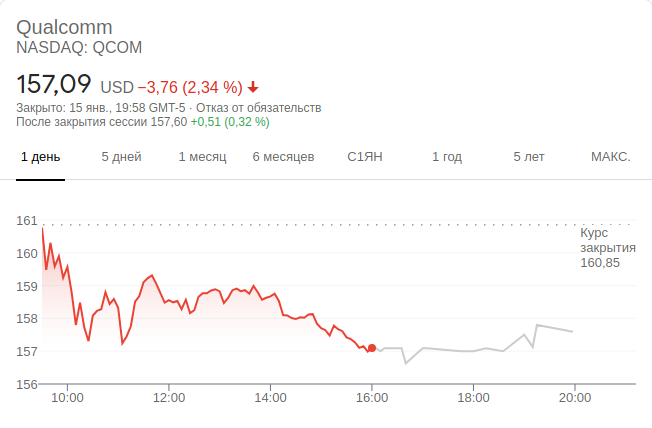 Qualcomm
NASDAQ: QCOM
157,09 USD −3,76 (2,34 %)
Закрыто: 15 янв., 19:58 GMT-5 · Отказ от обязательств
После закрытия сессии 157,60 +0,51 (0,32 %)
1 день 5 дней 1 месяц 6 месяцев С1ЯН 1 год 5 лет МАКС.
161
Курс
закрытия
160,85
160
159
158
157
156
10:00 12:00 14:00 16:00 18:00 20:00